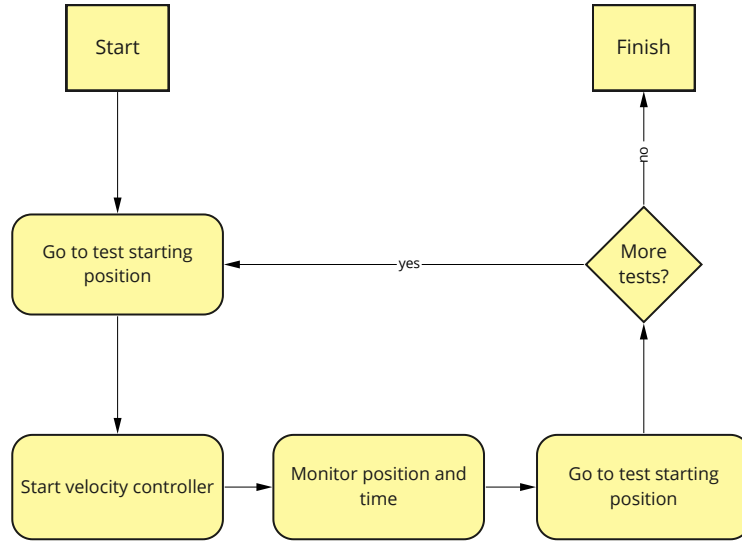 Start
Finish
Go to test starting
position
yes
More
tests?
no
Start velocity controller
Monitor position and
time
Go to test starting
position